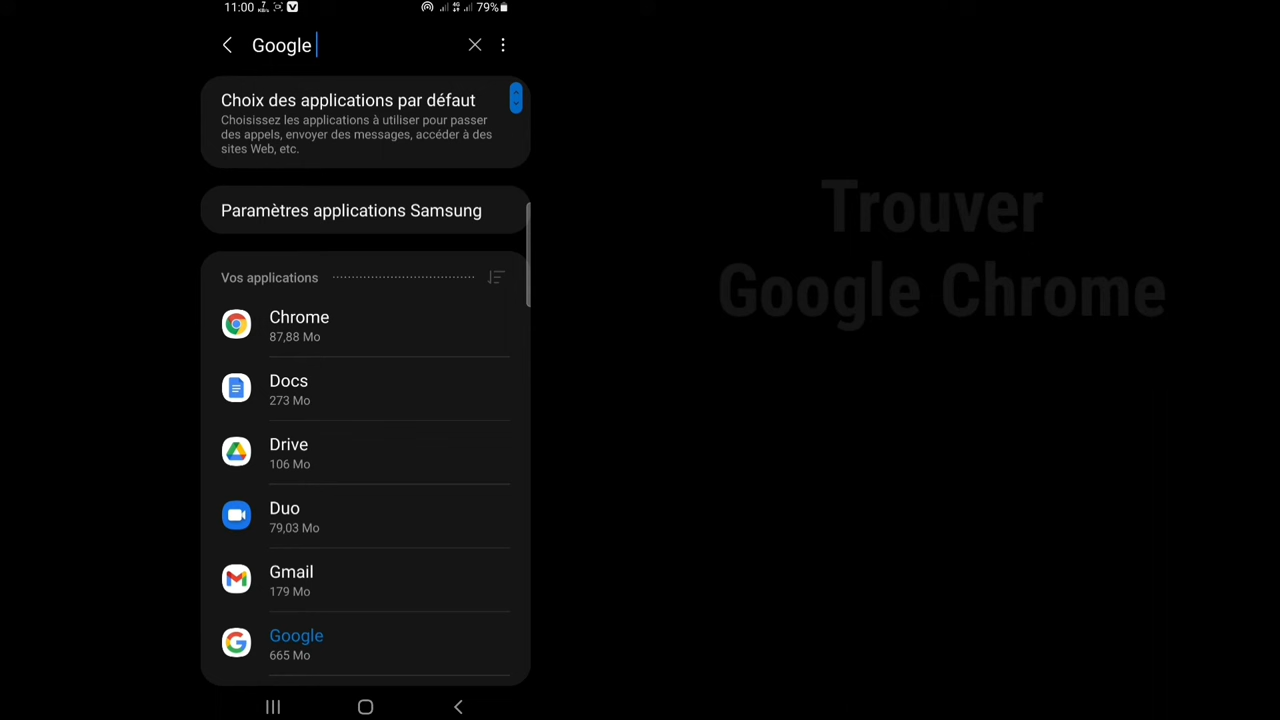 11:00 79%
Google
Choix des applications par défaut
Choisissez les applications à utiliser pour passer
des appels, envoyer des messages, accéder à des
sites Web, etc.
Paramètres applications Samsung
Vos applications
Chrome
87,88 Mo
Docs
273 Mo
Drive
106 Mo
Duo
79,03 Mo
Gmail
179 Mo
Google
665 Mo
Trouver
Google Chrome